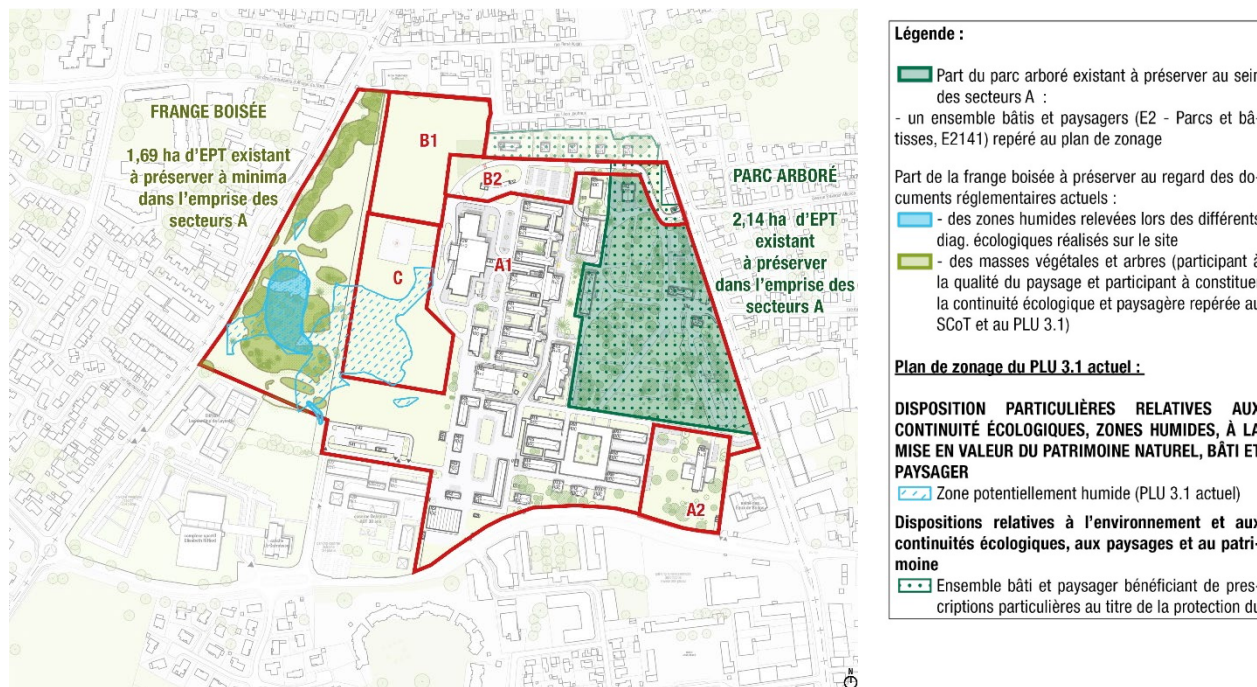 FRANGE BOISÉE
1,69 ha d'EPT existant
à préserver à minima
dans l'emprise des
secteurs A
B1
B2
C
A1
A2
PARC ARBORÉ
2,14 ha d'EPT
existant
à préserver
dans l'emprise des
secteurs A
N
Légende :
Part du parc arboré existant à préserver au sein
des secteurs A :
- un ensemble bâtis et paysagers (E2 - Parcs et bâ-
tisses, E2141) repéré au plan de zonage
Part de la frange boisée à préserver au regard des do-
cuments réglementaires actuels :
- des zones humides relevées lors des différents
diag. écologiques réalisés sur le site
- des masses végétales et arbres (participant à
la qualité du paysage et participant à constituer
la continuité écologique et paysagère repérée au
SCoT et au PLU 3.1)
Plan de zonage du PLU 3.1 actuel :
DISPOSITION PARTICULIÈRES RELATIVES AUX
CONTINUITÉ ÉCOLOGIQUES, ZONES HUMIDES, À LA
MISE EN VALEUR DU PATRIMOINE NATUREL, BÂTI ET
PAYSAGER
Zone potentiellement humide (PLU 3.1 actuel)
Dispositions relatives à l'environnement et aux
continuités écologiques, aux paysages et au patri-
moine
Ensemble bâti et paysager bénéficiant de pres-
criptions particulières au titre de la protection du